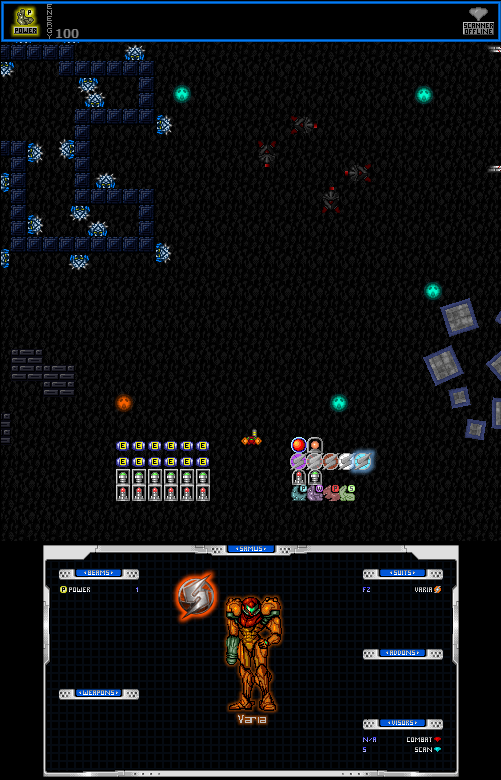 P
POWER
ENERGY
100
SCANNER
OFFLINE
E E E E E E
E E E E E E
P V P S
SAMUS
BEAMS
SUITS
P POWER 1
F2 VARIA
Varia
ADDONS
WEAPONS
VISORS
N/A COMBAT
S SCAN